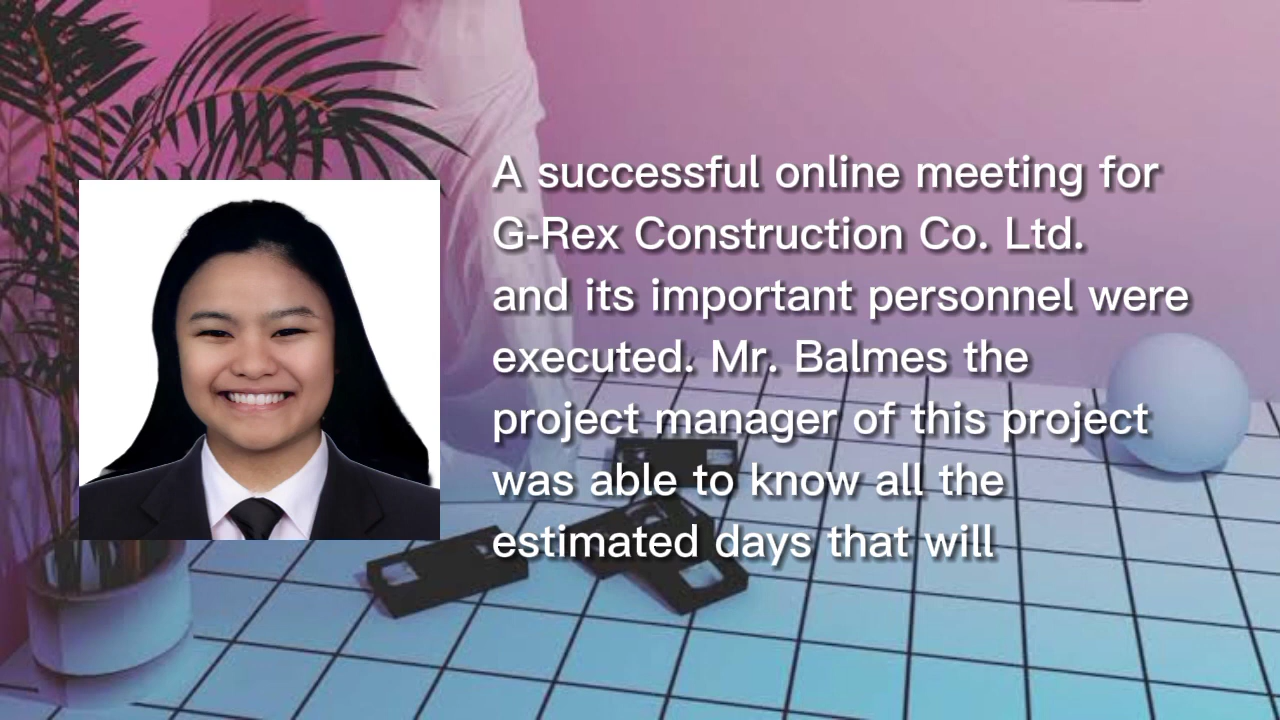 A successful online meeting for
G-Rex Construction Co. Ltd.
and its important personnel were
executed. Mr. Balmes the
project manager of this project
was able to know all the
estimated days that will